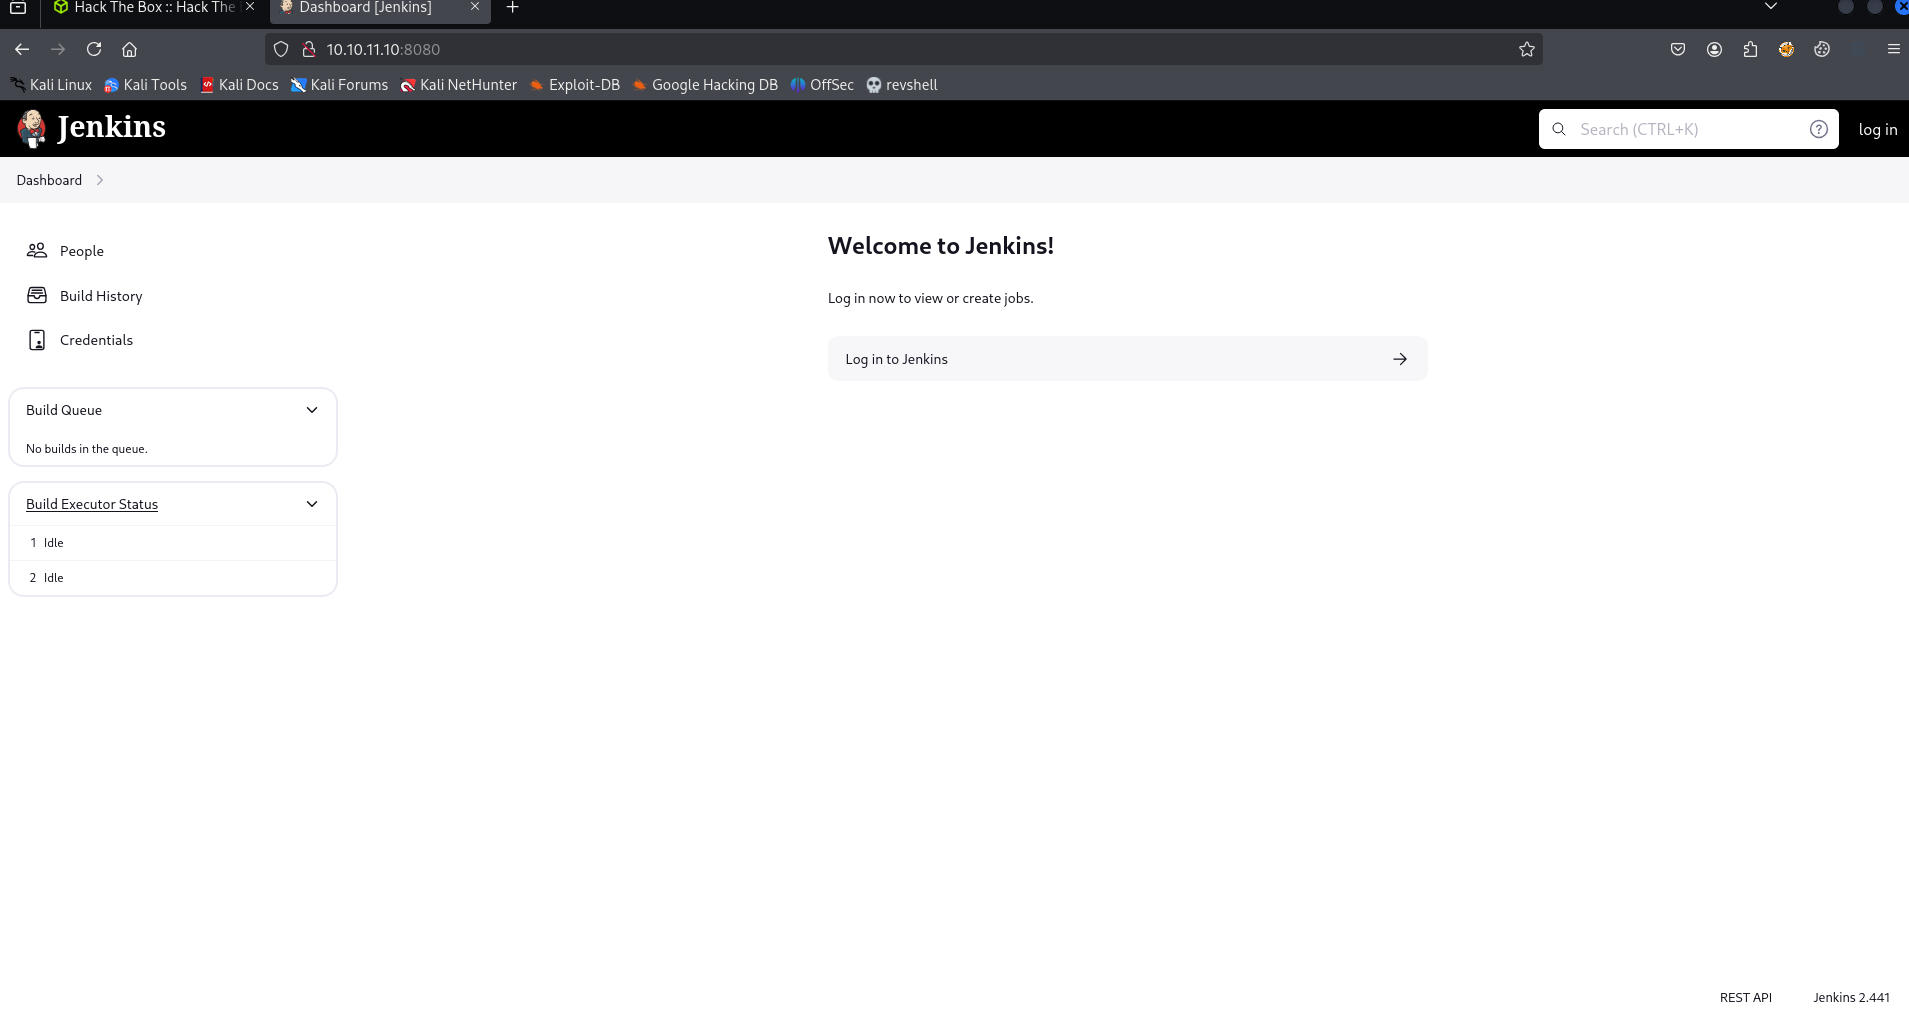 Hack The Box :: Hack The
Dashboard [Jenkins]
10.10.11.10:8080
Kali Linux Kali Tools Kali Docs Kali Forums Kali NetHunter Exploit-DB Google Hacking DB OffSec revshell
Jenkins
Search (CTRL+K)
log in
Dashboard
People
Build History
Credentials
Build Queue
No builds in the queue.
Build Executor Status
1 Idle
2 Idle
Welcome to Jenkins!
Log in now to view or create jobs.
Log in to Jenkins
REST API
Jenkins 2.441